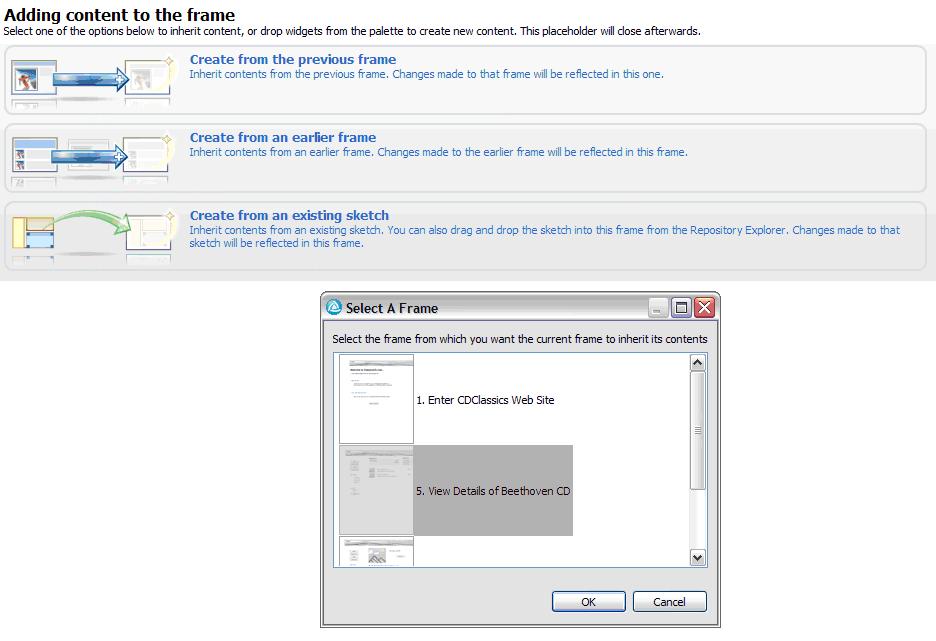 Adding content to the frame
Select one of the options below to inherit content, or drop widgets from the palette to create new content. This placeholder will close afterwards.
Create from the previous frame
Inherit contents from the previous frame. Changes made to that frame will be reflected in this one.
Create from an earlier frame
Inherit contents from an earlier frame. Changes made to the earlier frame will be reflected in this frame.
Create from an existing sketch
Inherit contents from an existing sketch. You can also drag and drop the sketch into this frame from the Repository Explorer. Changes made to that
sketch will be reflected in this frame.
Select A Frame
Select the frame from which you want the current frame to inherit its contents
1. Enter CDClassics Web Site
5. View Details of Beethoven CD
OK
Cancel